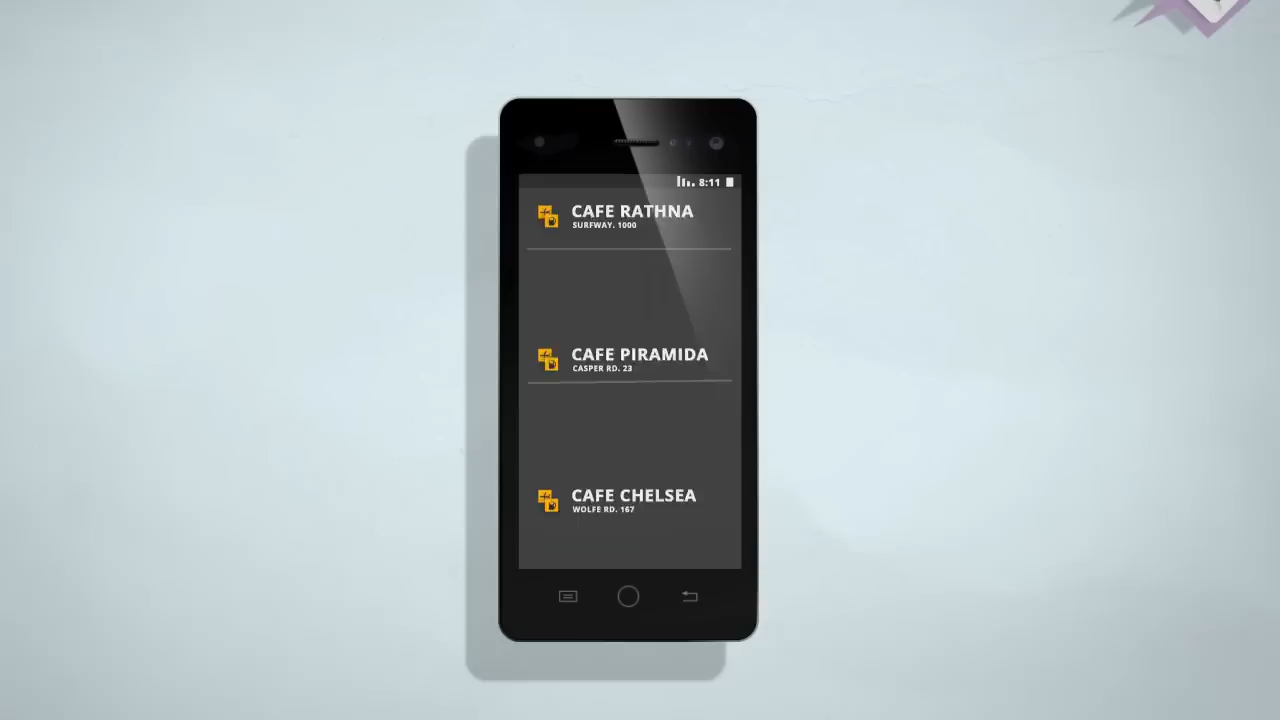 8:11
CAFE RATHNA
SURFWAY. 1000
CAFE PIRAMIDA
CASPER RD. 23
CAFE CHELSEA
WOLFE RD. 167